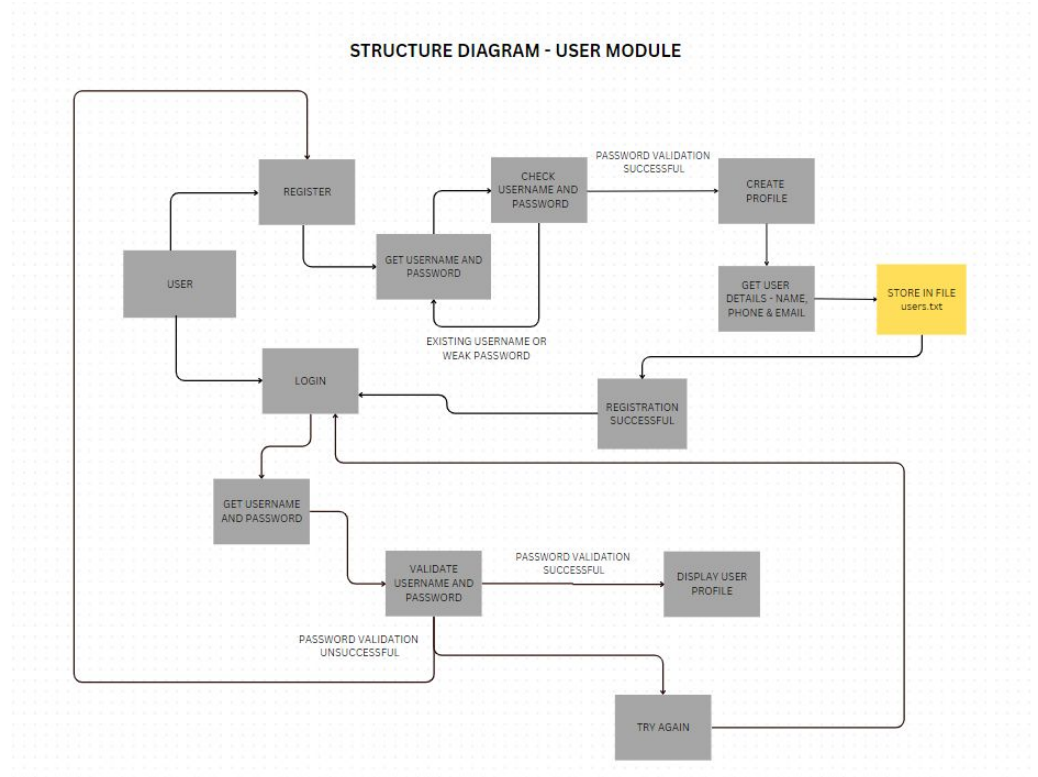 STRUCTURE DIAGRAM - USER MODULE
PASSWORD VALIDATION
SUCCESSFUL
REGISTER
CHECK
USERNAME AND
PASSWORD
CREATE
PROFILE
USER
GET USERNAME AND
PASSWORD
GET USER
DETAILS - NAME,
PHONE & EMAIL
STORE IN FILE
users.txt
EXISTING USERNAME OR
WEAK PASSWORD
LOGIN
REGISTRATION
SUCCESSFUL
GET USERNAME
AND PASSWORD
VALIDATE
USERNAME AND
PASSWORD
PASSWORD VALIDATION
SUCCESSFUL
DISPLAY USER
PROFILE
PASSWORD VALIDATION
UNSUCCESSFUL
TRY AGAIN